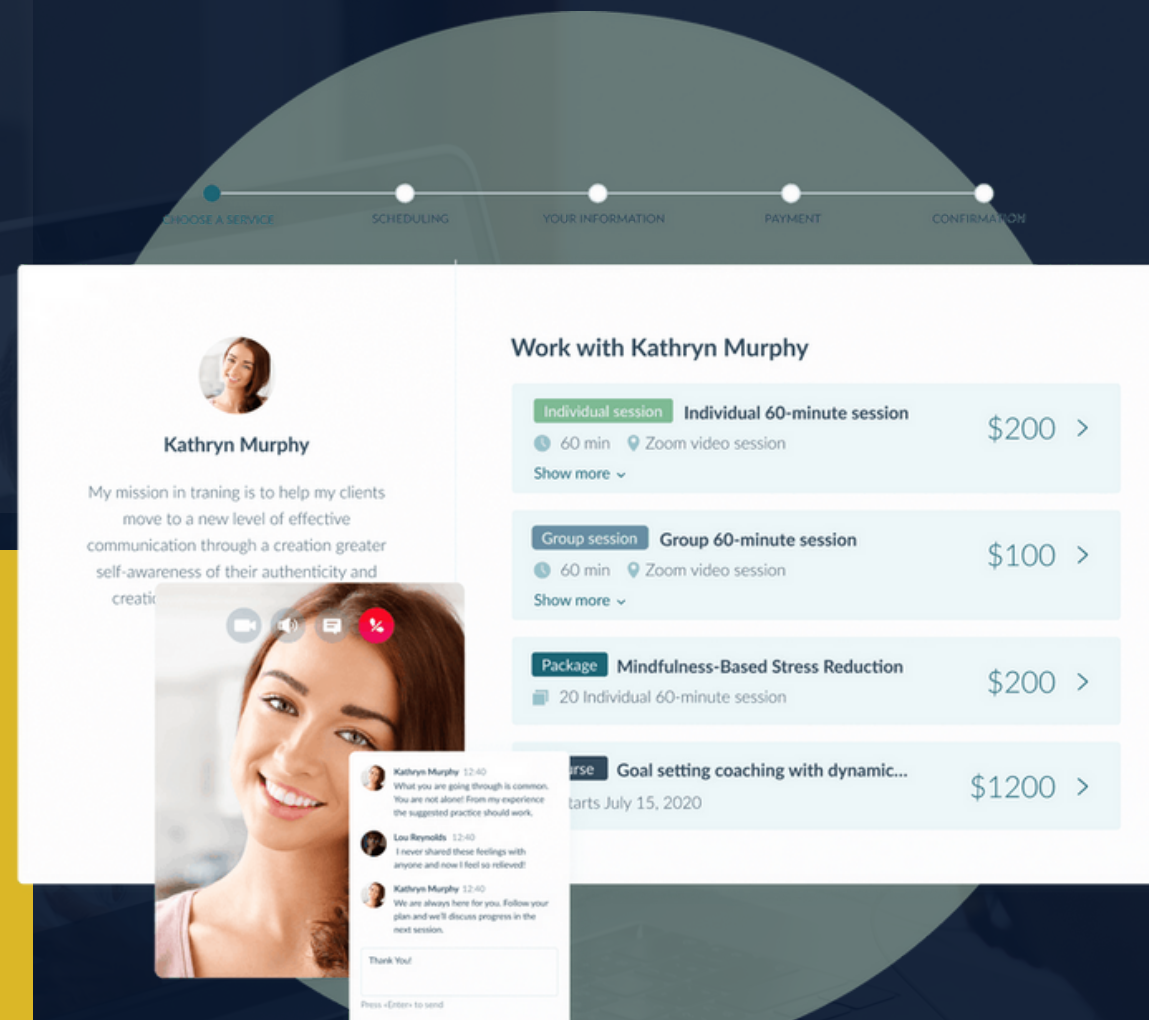 CHOOSE A SERVICE
SCHEDULING
YOUR INFORMATION
PAYMENT
CONFIRMATION
Kathryn Murphy
My mission in traning is to help my clients
move to a new level of effective
communication through a creation greater
self-awareness of their authenticity and
creatio
Work with Kathryn Murphy
Individual session Individual 60-minute session
$200
60 min Zoom video session
Show more
Group session Group 60-minute session
$100
60 min Zoom video session
Show more
Package Mindfulness-Based Stress Reduction
$200
20 Individual 60-minute session
urse Goal setting coaching with dynamic...
$1200
tarts July 15, 2020
Kathryn Murphy 12:40
What you are going through is common.
You are not alone! From my experience
the suggested practice should work.
Lou Reynolds 12:40
I never shared these feelings with
anyone and now I feel so relieved!
Kathryn Murphy 12:40
We are always here for you. Follow your
plan and we'll discuss progress in the
next session.
Thank You!
Press «Enter» to send